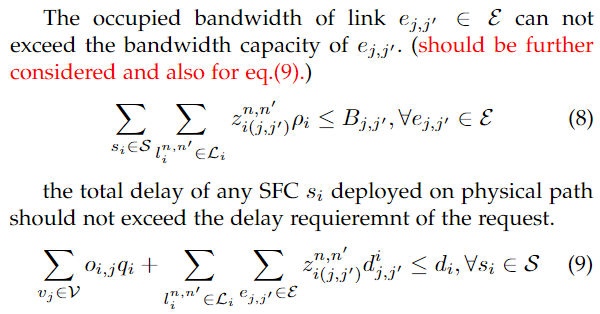 The occupied bandwidth of link $e_{j,j'} \in \mathcal{E}$ can not
exceed the bandwidth capacity of $e_{j,j'}$. (should be further
considered and also for eq.(9).)
$\sum_{s_i \in \mathcal{S}} \sum_{l_i^{n,n'} \in \mathcal{L}_i} z_{i(j,j')}^{n,n'} \rho_i \leq B_{j,j'}, \forall e_{j,j'} \in \mathcal{E}$ (8)
the total delay of any SFC $s_i$ deployed on physical path
should not exceed the delay requieremnt of the request.
$\sum_{v_j \in \mathcal{V}} o_{i,j} q_i + \sum_{l_i^{n,n'} \in \mathcal{L}_i} \sum_{e_{j,j'} \in \mathcal{E}} z_{i(j,j')}^{n,n'} d_{j,j'}^i \leq d_i, \forall s_i \in \mathcal{S}$ (9)